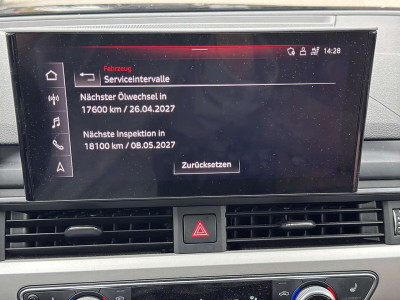 14:28
Fahrzeug
Serviceintervalle
Nächster Ölwechsel in
17600 km / 26.04.2027
Nächste Inspektion in
18100 km / 08.05.2027
Zurücksetzen